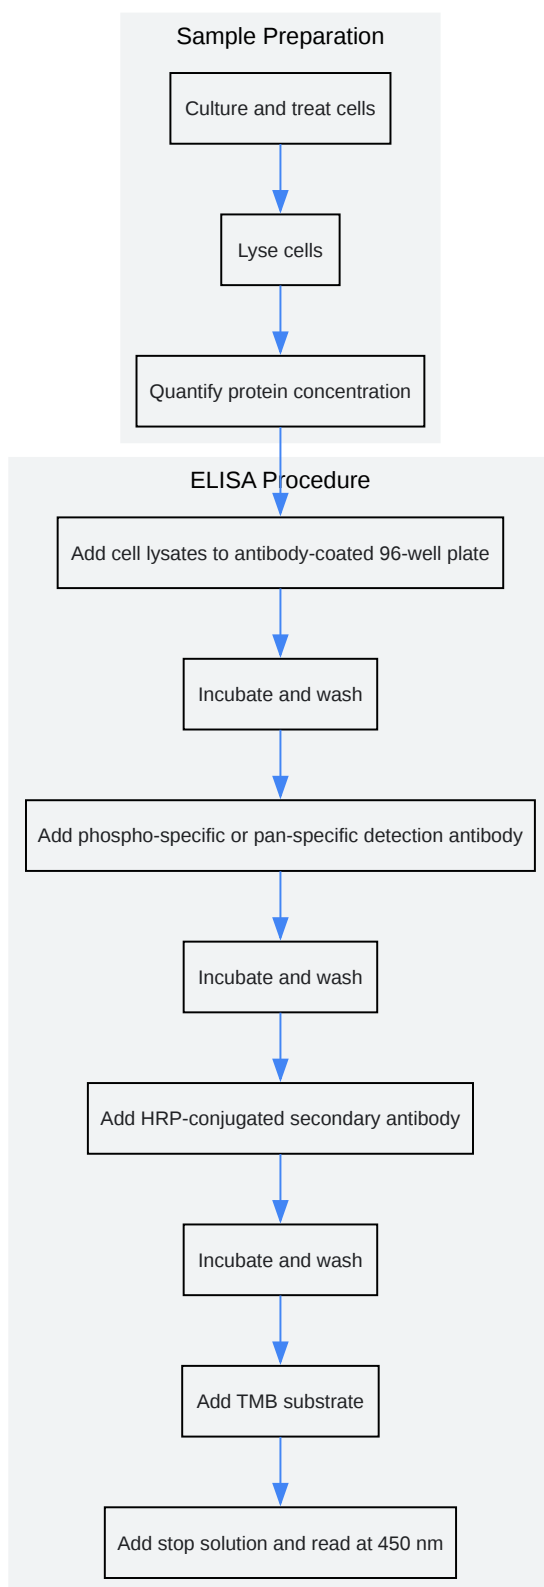 Sample Preparation
Culture and treat cells
Lyse cells
Quantify protein concentration
ELISA Procedure
Add cell lysates to antibody-coated 96-well plate
Incubate and wash
Add phospho-specific or pan-specific detection antibody
Incubate and wash
Add HRP-conjugated secondary antibody
Incubate and wash
Add TMB substrate
Add stop solution and read at 450 nm